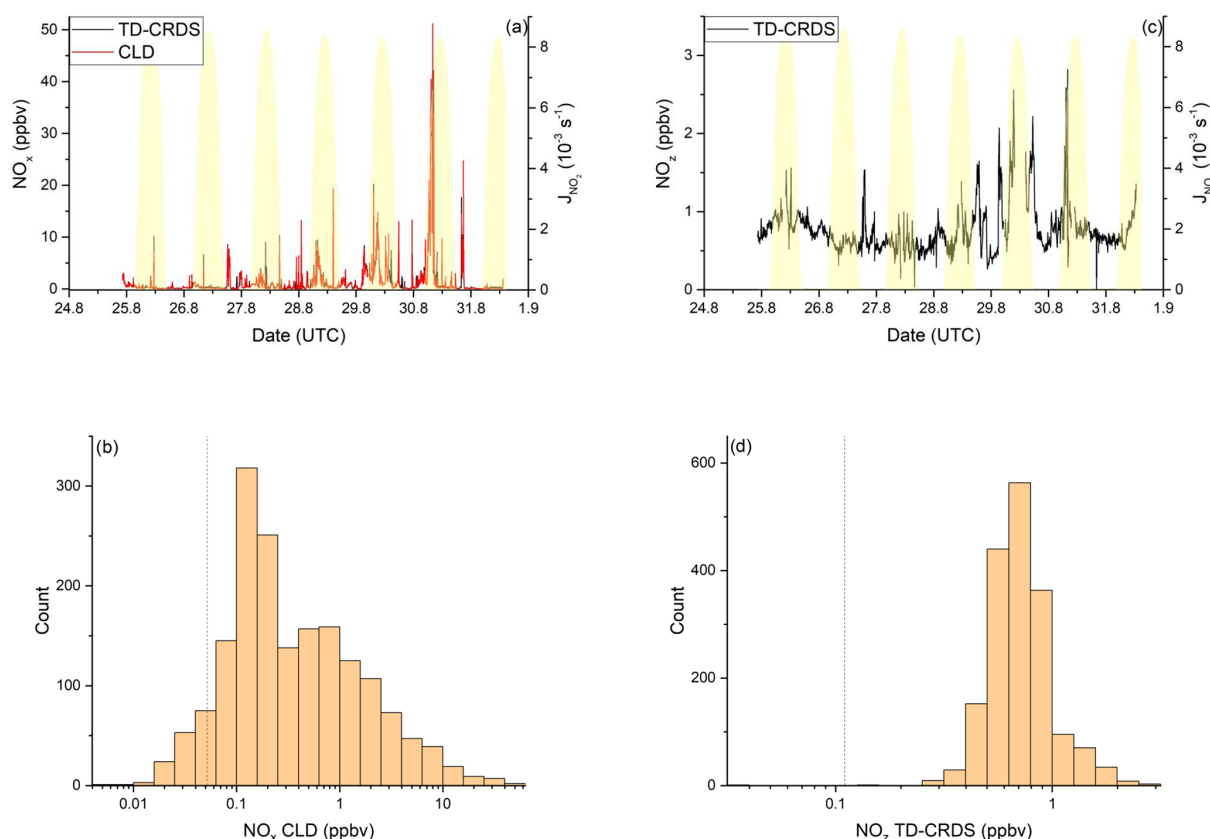 (a)
TD-CRDS
CLD
NOx (ppbv)
50
40
30
20
10
0
8
6
4
2
0
JNO2 (10-3 s-1)
24.8 25.8 26.8 27.8 28.8 29.8 30.8 31.8 1.9
Date (UTC)
(c)
TD-CRDS
NOz (ppbv)
3
2
1
0
8
6
4
2
0
JNO2 (10-3 s-1)
24.8 25.8 26.8 27.8 28.8 29.8 30.8 31.8 1.9
Date (UTC)
(b)
Count
300
200
100
0
0.01 0.1 1 10
NOx CLD (ppbv)
(d)
Count
600
400
200
0
0.1 1
NOz TD-CRDS (ppbv)